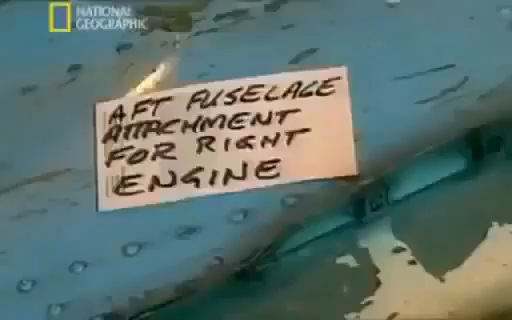 NATIONAL
GEOGRAPHIC
AFT FUSELAGE
ATTACHMENT
FOR RIGHT
ENGINE